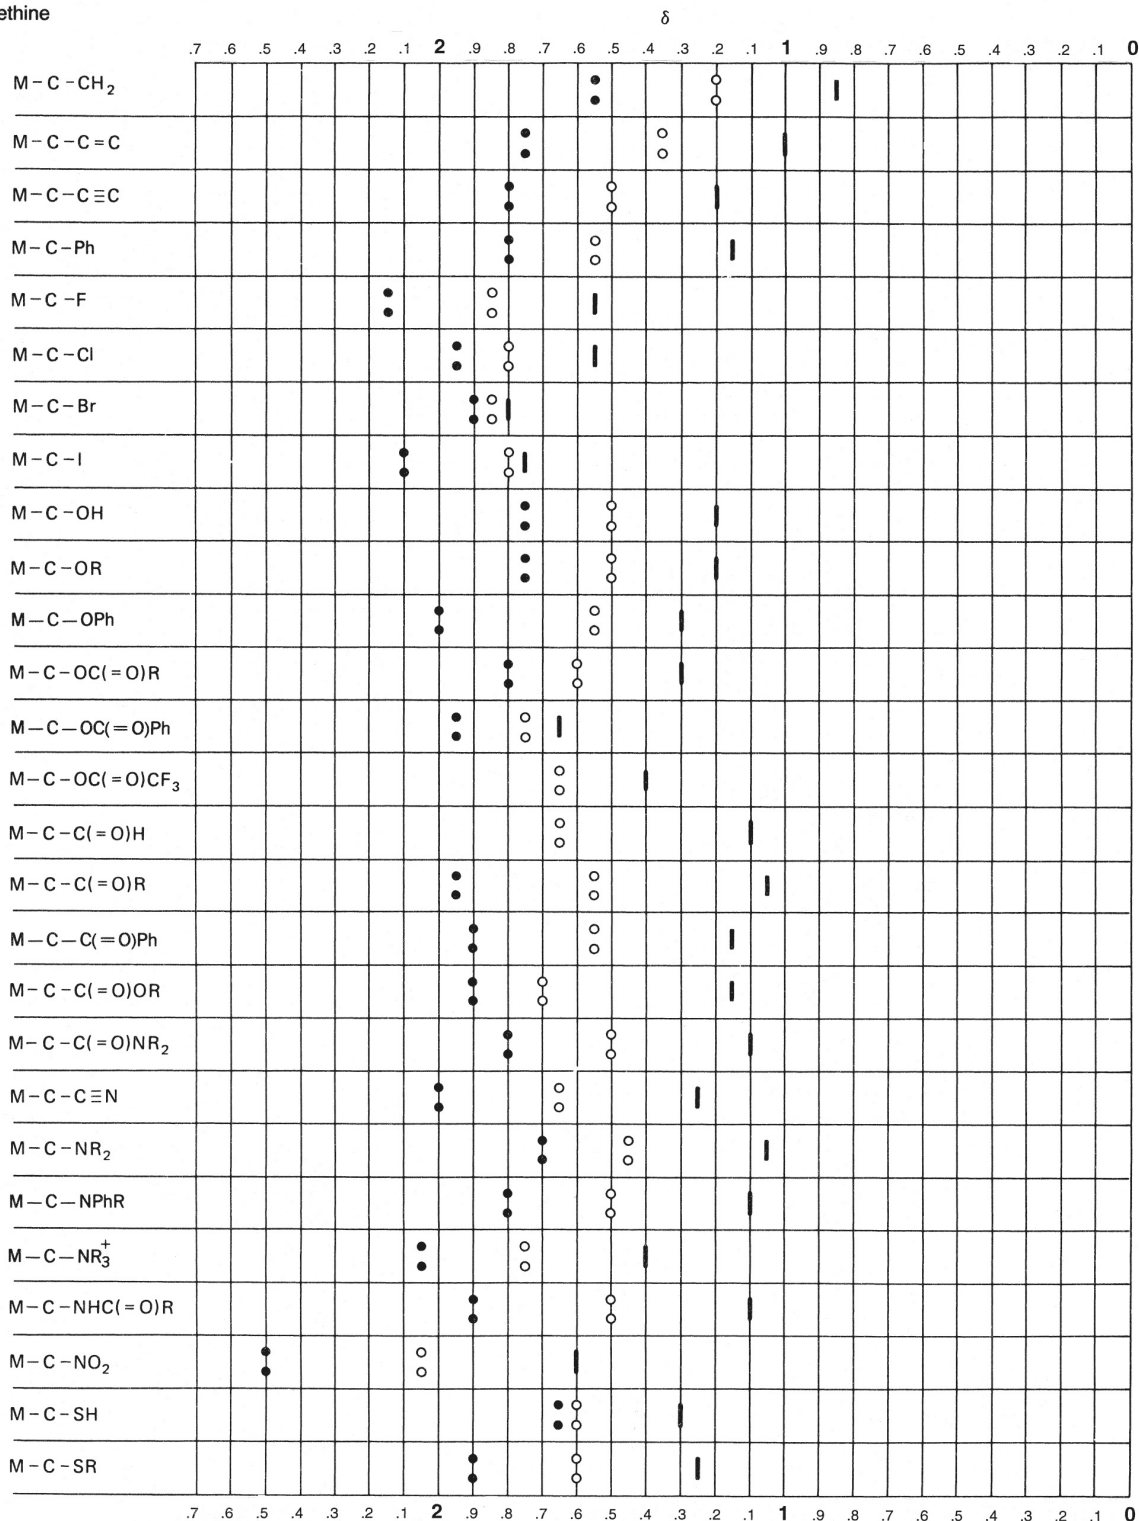 ethine
δ
.7 .6 .5 .4 .3 .2 .1 2 .9 .8 .7 .6 .5 .4 .3 .2 .1 1 .9 .8 .7 .6 .5 .4 .3 .2 .1 0
M–C–CH₂
M–C–C=C
M–C–C≡C
M–C–Ph
M–C–F
M–C–Cl
M–C–Br
M–C–I
M–C–OH
M–C–OR
M–C–OPh
M–C–OC(=O)R
M–C–OC(=O)Ph
M–C–OC(=O)CF₃
M–C–C(=O)H
M–C–C(=O)R
M–C–C(=O)Ph
M–C–C(=O)OR
M–C–C(=O)NR₂
M–C–C≡N
M–C–NR₂
M–C–NPhR
M–C–NR₃⁺
M–C–NHC(=O)R
M–C–NO₂
M–C–SH
M–C–SR
.7 .6 .5 .4 .3 .2 .1 2 .9 .8 .7 .6 .5 .4 .3 .2 .1 1 .9 .8 .7 .6 .5 .4 .3 .2 .1 0